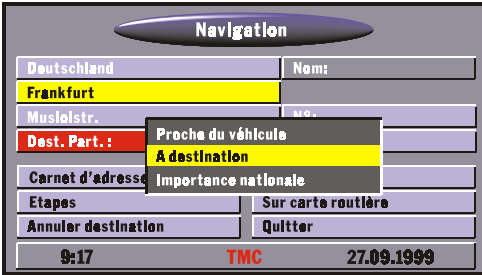 Navigation
Deutschland Nom:
Frankfurt
Musloistr. N°:
Dest. Part. : Proche du véhicule
A destination
Carnet d'adresse Importance nationale
Etapes Sur carte routière
Annuler destination Quitter
9:17 TMC 27.09.1999